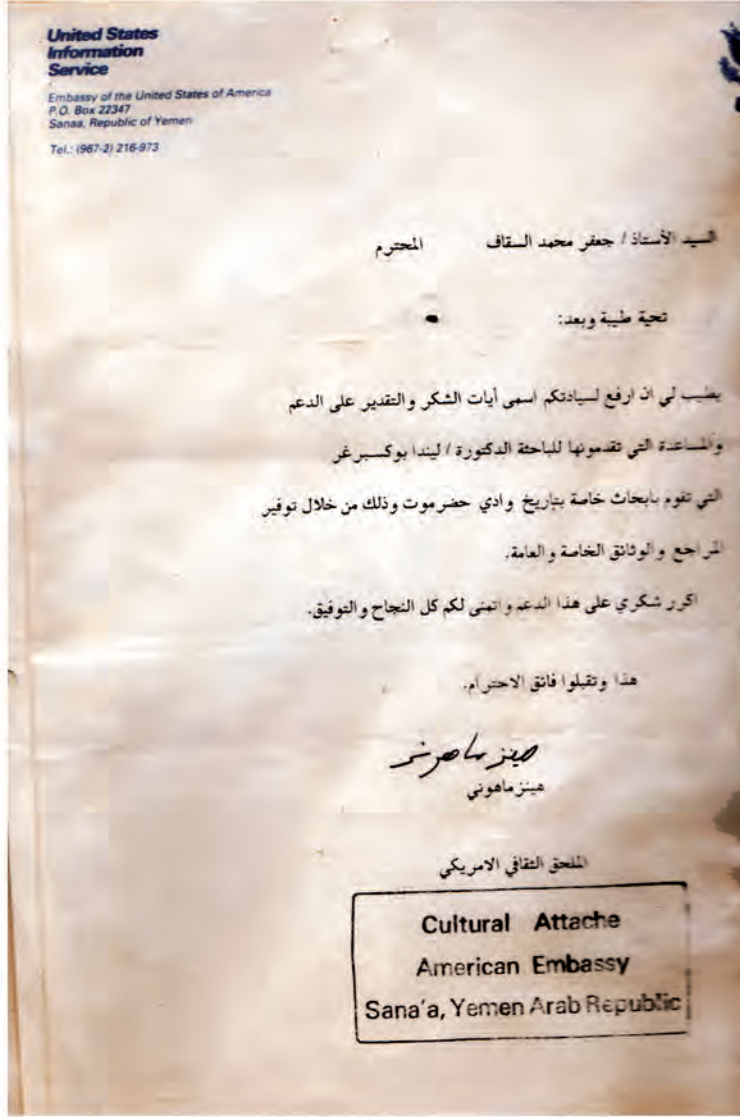 United States
Information
Service
Embassy of the United States of America
P.O. Box 22347
Sanaa, Republic of Yemen
Tel.: (967-2) 216-973
السيد الأستاذ / جعفر محمد السقاف المحترم
تحية طيبة وبعد:
يطيب لي ان ارفع لسيادتكم اسمى أيات الشكر والتقدير على الدعم
والمساعدة التي تقدمونها للباحثة الدكتورة / ليندا بوكسبرغر
التي تقوم بابحاث خاصة بتاريخ وادي حضرموت وذلك من خلال توفير
المراجع والوثائق الخاصة والعامة.
اكرر شكري على هذا الدعم واتمنى لكم كل النجاح والتوفيق.
هذا وتقبلوا فائق الاحترام.
هينز ماهوني
هينز ماهوني
الملحق الثقافي الامريكي
Cultural Attache
American Embassy
Sana'a, Yemen Arab Republic